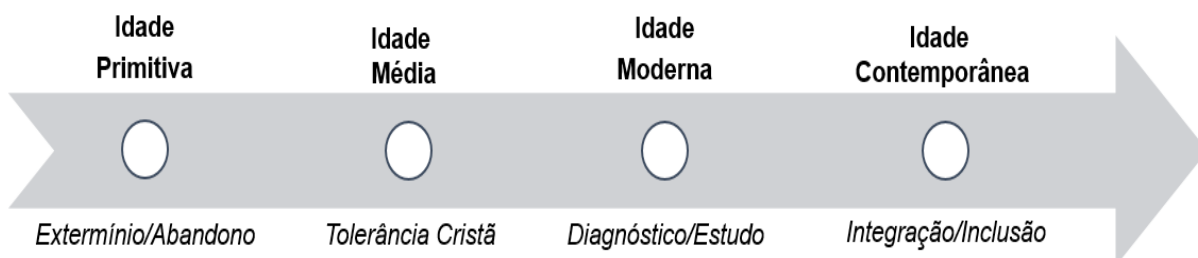 Idade
Primitiva
Idade
Média
Idade
Moderna
Idade
Contemporânea
Extermínio/Abandono
Tolerância Cristã
Diagnóstico/Estudo
Integração/Inclusão